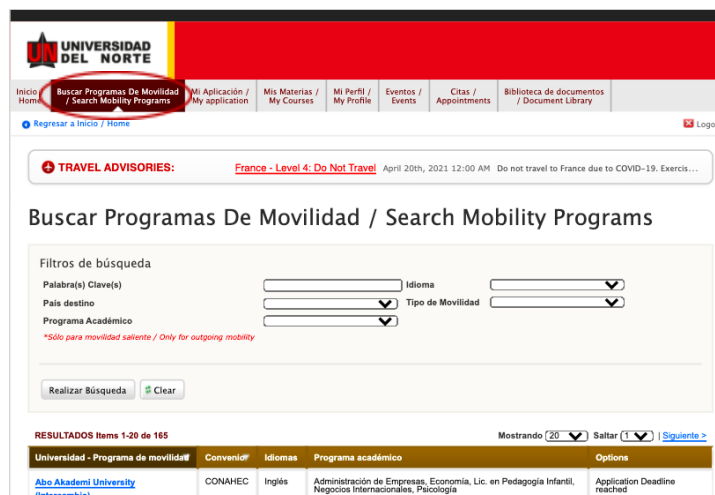 UNIVERSIDAD
DEL NORTE
Inicio / Home
Buscar Programas De Movilidad / Search Mobility Programs
Mi Aplicación / My application
Mis Materias / My Courses
Mi Perfil / My Profile
Eventos / Events
Citas / Appointments
Biblioteca de documentos / Document Library
Regresar a Inicio / Home
Logo
TRAVEL ADVISORIES: France - Level 4: Do Not Travel April 20th, 2021 12:00 AM Do not travel to France due to COVID-19. Exercis...
Buscar Programas De Movilidad / Search Mobility Programs
Filtros de búsqueda
Palabra(s) Clave(s) Idioma
País destino Tipo de Movilidad
Programa Académico
*Sólo para movilidad saliente / Only for outgoing mobility
Realizar Búsqueda Clear
RESULTADOS Items 1-20 de 165 Mostrando 20 Saltar 1 | Siguiente >
Universidad - Programa de movilidad Convenio Idiomas Programa académico Options
Abo Akademi University (Intercambio) CONAHEC Inglés Administración de Empresas, Economía, Lic. en Pedagogía Infantil, Negocios Internacionales, Psicología Application Deadline reached